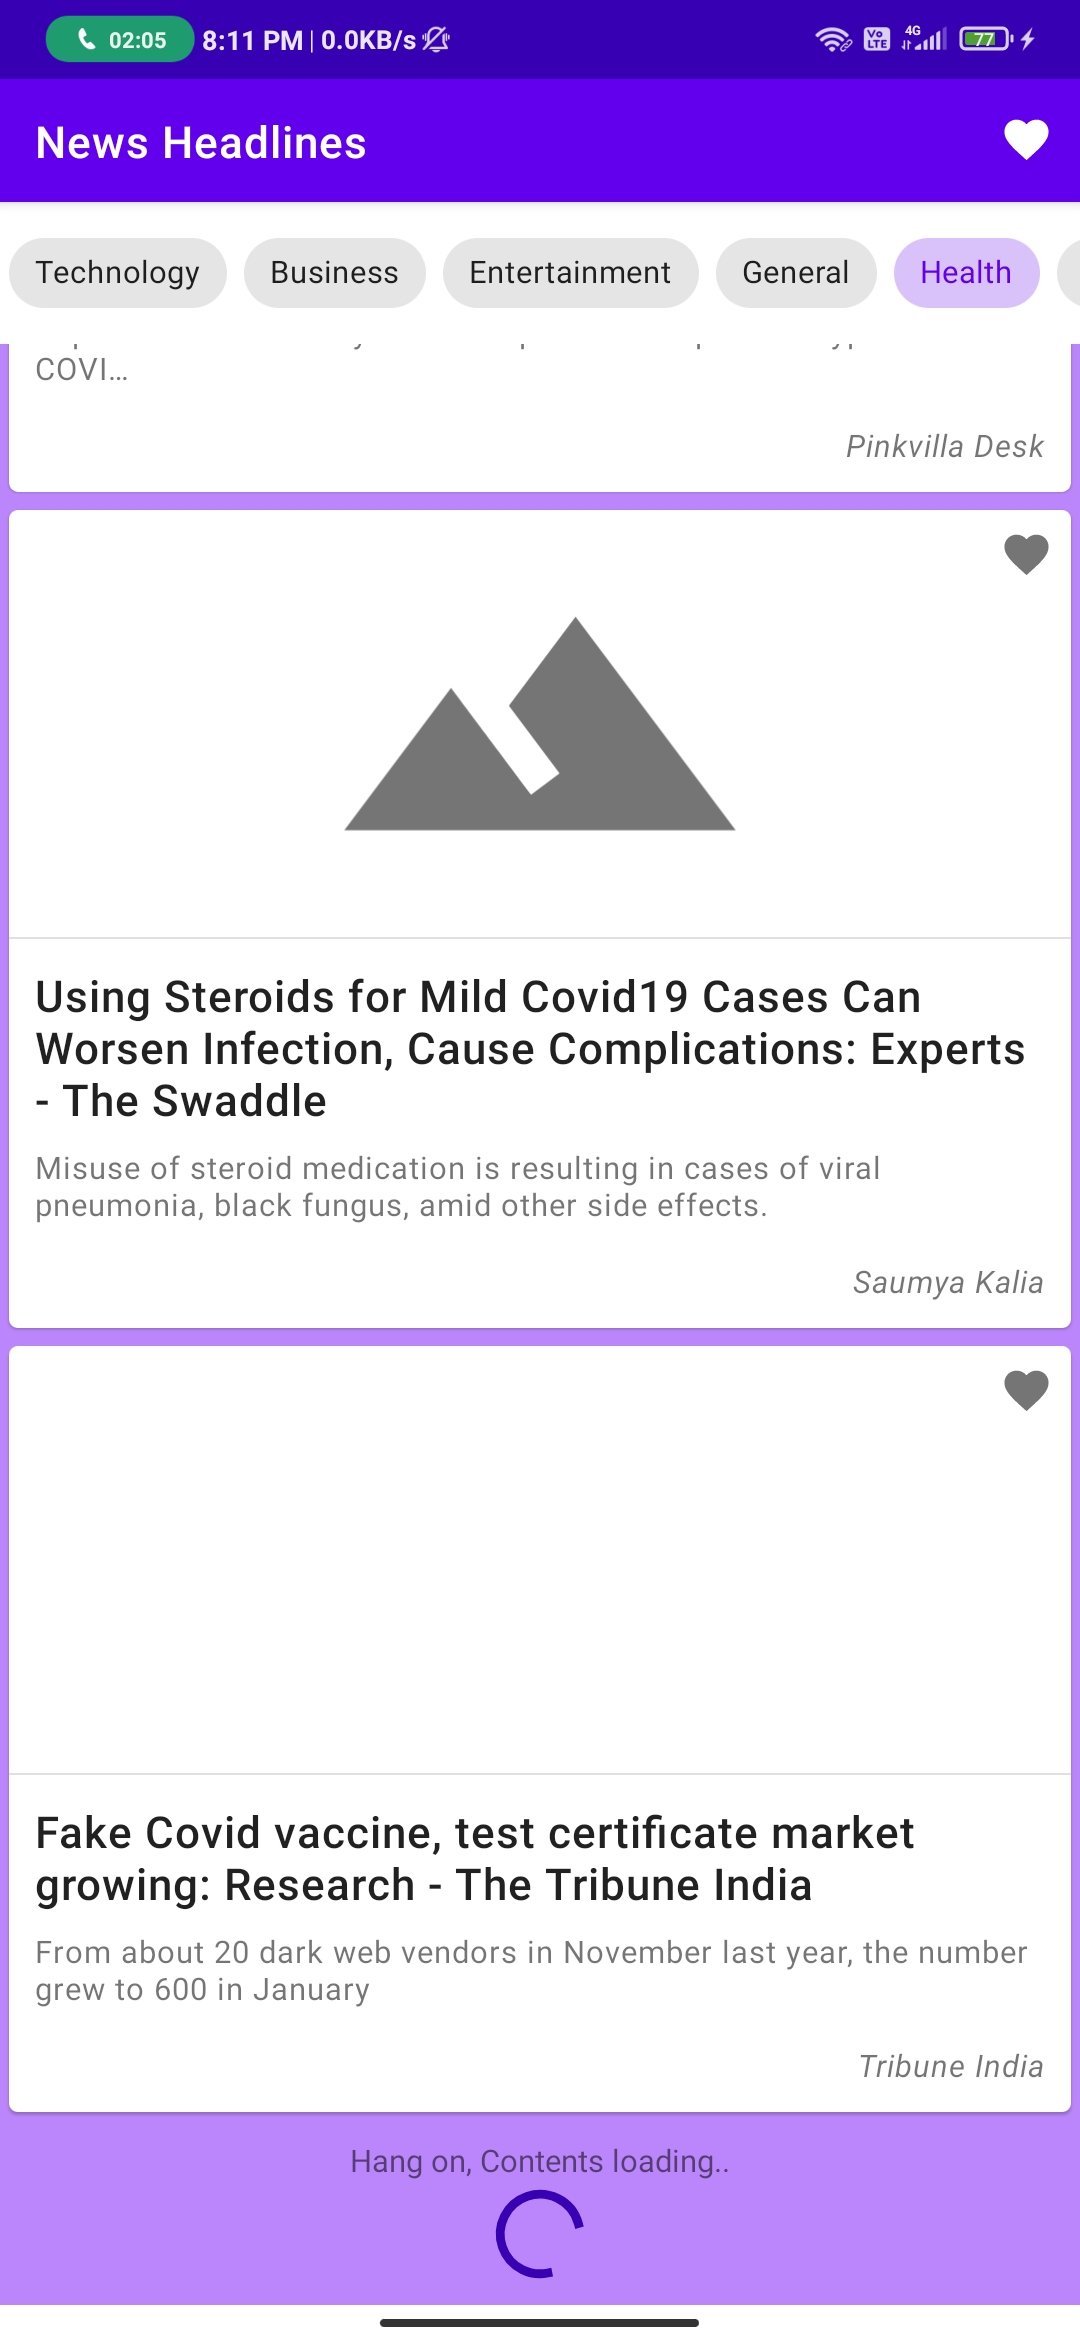 02:05 8:11 PM | 0.0KB/s Vo LTE 4G 77
News Headlines
Technology Business Entertainment General Health
COVI...
Pinkvilla Desk
Using Steroids for Mild Covid19 Cases Can
Worsen Infection, Cause Complications: Experts
- The Swaddle
Misuse of steroid medication is resulting in cases of viral
pneumonia, black fungus, amid other side effects.
Saumya Kalia
Fake Covid vaccine, test certificate market
growing: Research - The Tribune India
From about 20 dark web vendors in November last year, the number
grew to 600 in January
Tribune India
Hang on, Contents loading..